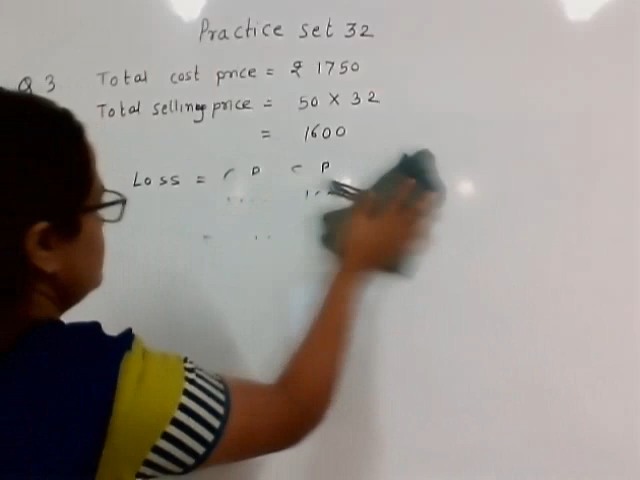 Practice set 32
Q 3 Total cost price = ₹ 1750
Total selling price = 50 × 32
= 1600
Loss =